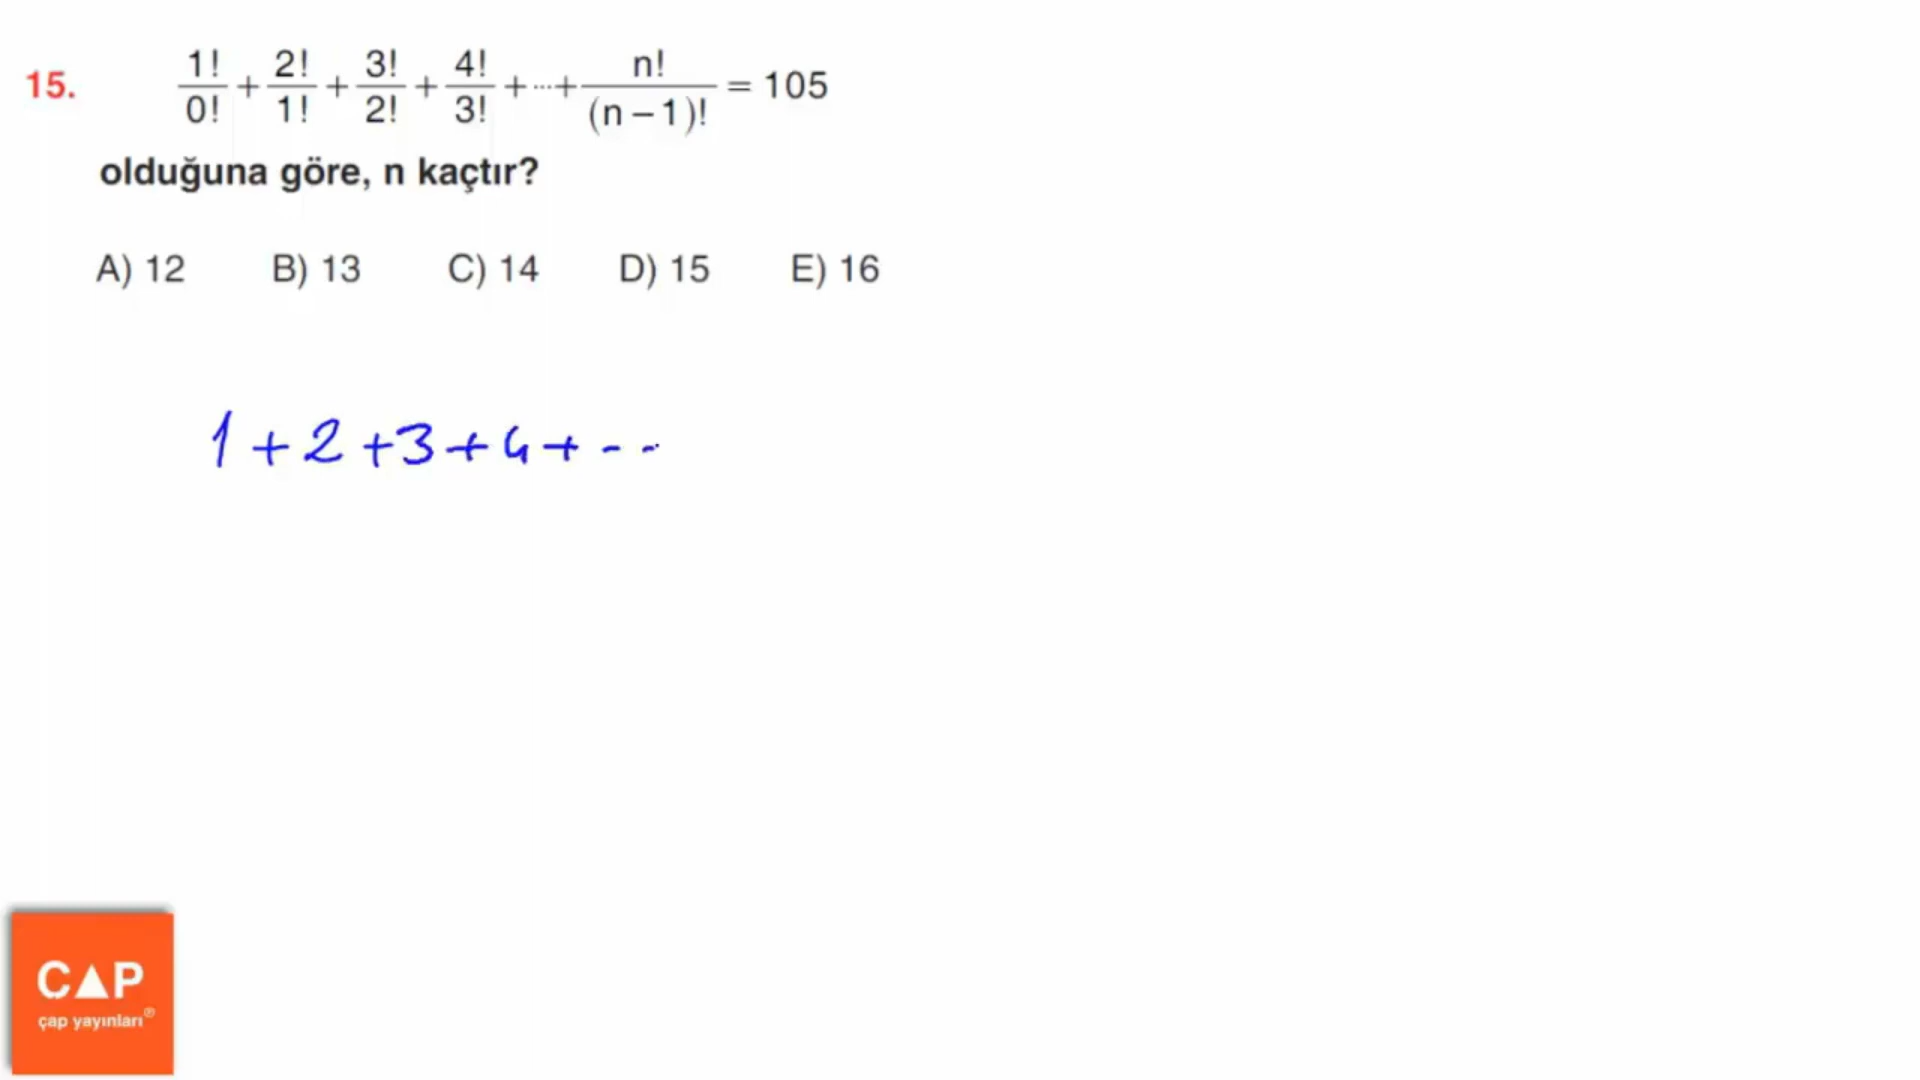 15. 1!/0! + 2!/1! + 3!/2! + 4!/3! + ... + n!/(n – 1)! = 105
olduğuna göre, n kaçtır?
A) 12 B) 13 C) 14 D) 15 E) 16
1 + 2 + 3 + 4 + - -
CAP
çap yayınları®